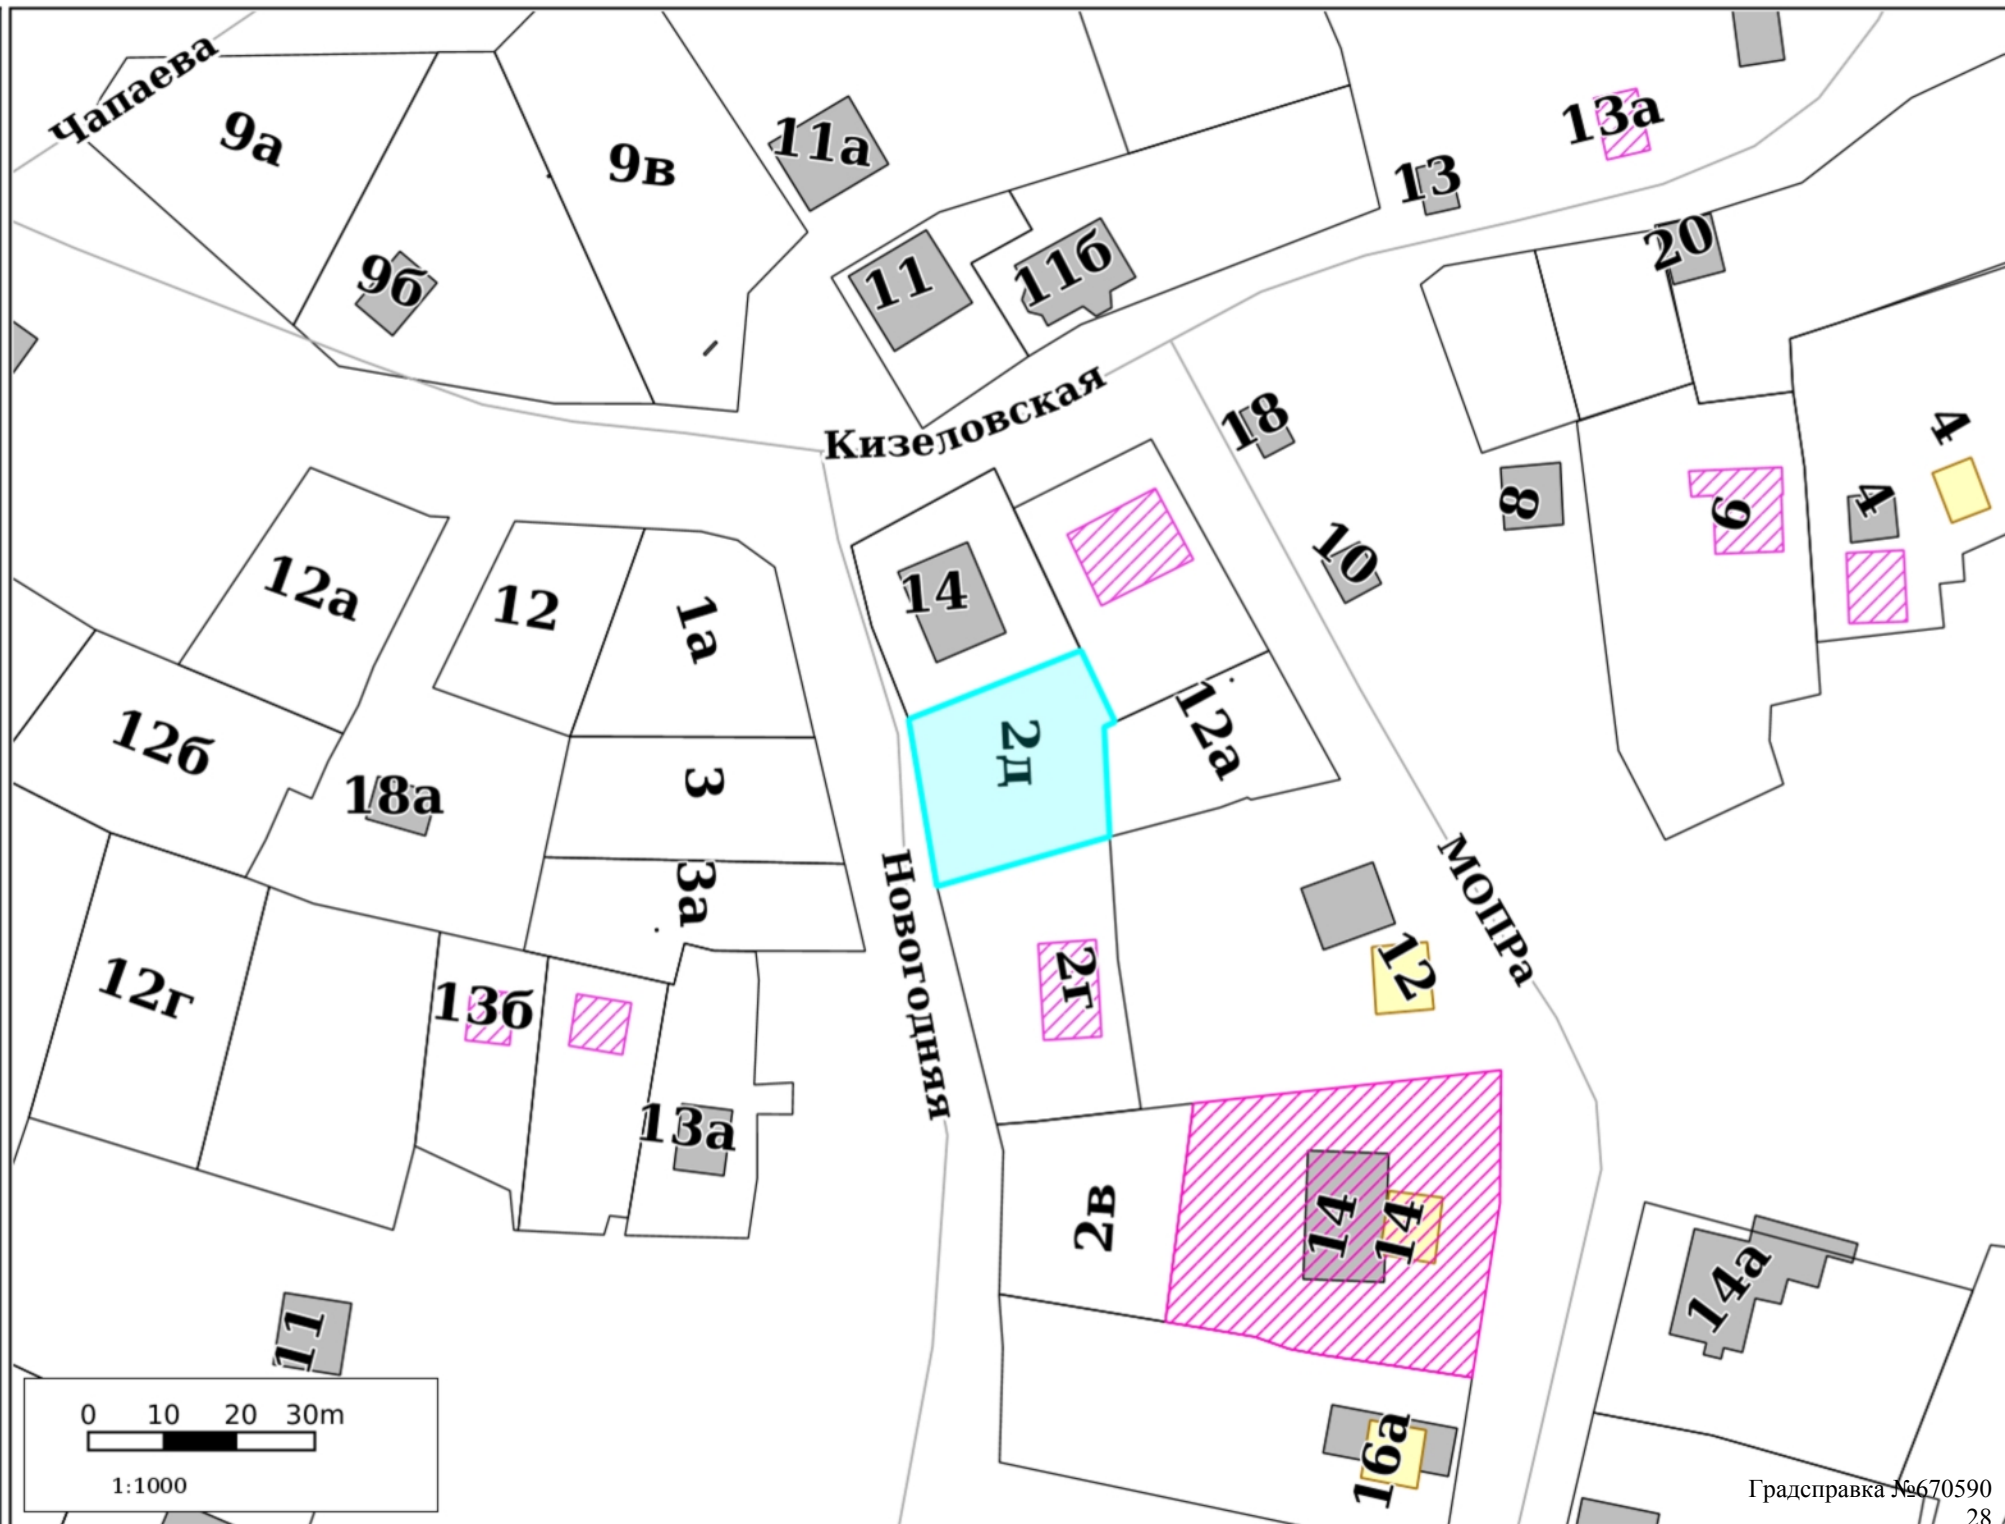 Чапаева
9а
9б
9в
11а
11
11б
13
13а
20
Кизеловская
18
10
8
6
4
4
12а
12
1а
14
12б
18а
3
2д
12а
3а
Новогодняя
МОПРа
12г
13б
13а
2г
12
2в
14
14
14а
11
16а
0 10 20 30m
1:1000
Градсправка №670590
28